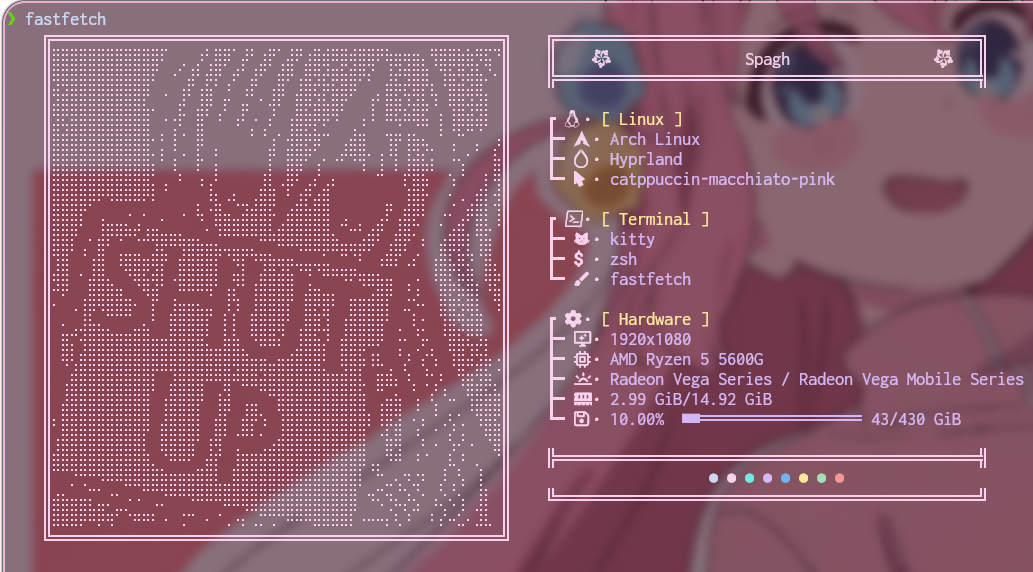 ❯ fastfetch
SHUT
UP
Spagh
[ Linux ]
Arch Linux
Hyprland
catppuccin-macchiato-pink
[ Terminal ]
kitty
$ zsh
fastfetch
[ Hardware ]
1920x1080
AMD Ryzen 5 5600G
Radeon Vega Series / Radeon Vega Mobile Series
2.99 GiB/14.92 GiB
10.00% 43/430 GiB